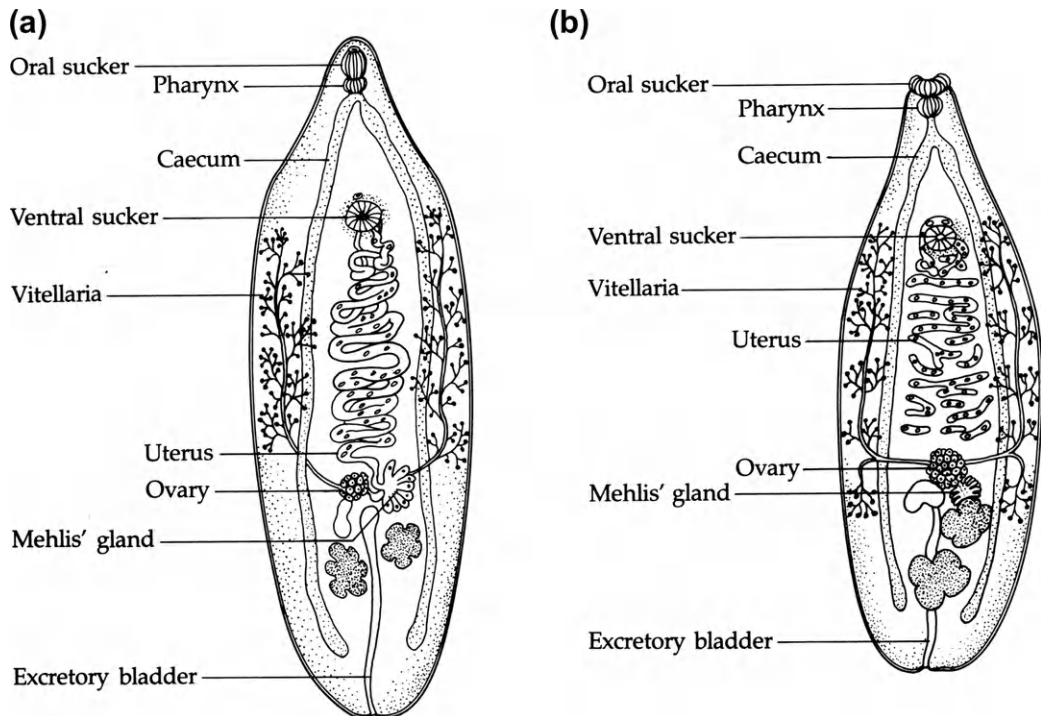 (a)
Oral sucker
Pharynx
Caecum
Ventral sucker
Vitellaria
Uterus
Ovary
Mehlis' gland
Excretory bladder
(b)
Oral sucker
Pharynx
Caecum
Ventral sucker
Vitellaria
Uterus
Ovary
Mehlis' gland
Excretory bladder